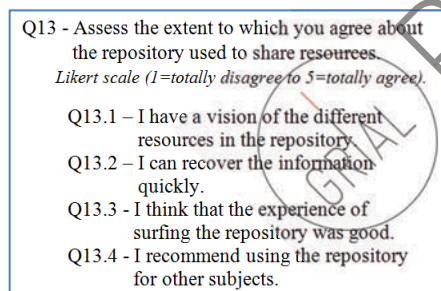 Q13 - Assess the extent to which you agree about
the repository used to share resources.
Likert scale (1=totally disagree to 5=totally agree).
Q13.1 – I have a vision of the different
resources in the repository.
Q13.2 – I can recover the information
quickly.
Q13.3 - I think that the experience of
surfing the repository was good.
Q13.4 - I recommend using the repository
for other subjects.
GRIAL